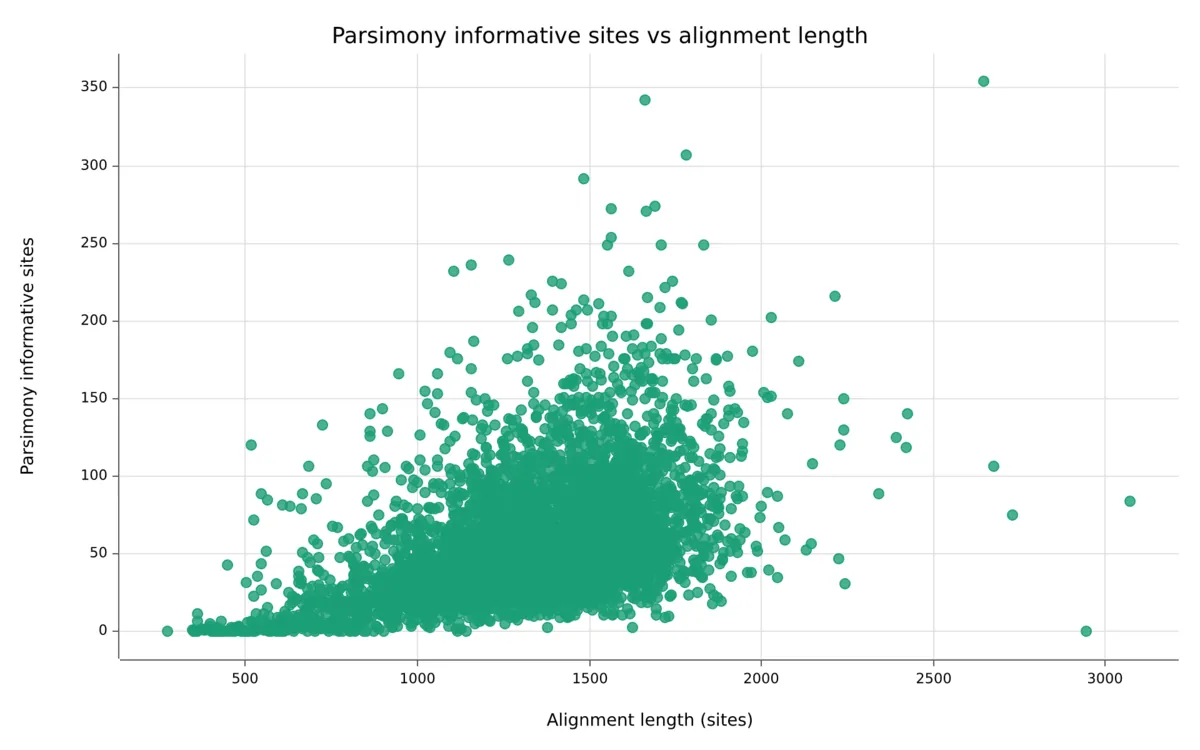 Parsimony informative sites vs alignment length
350
300
250
200
150
100
50
0
Parsimony informative sites
500 1000 1500 2000 2500 3000
Alignment length (sites)